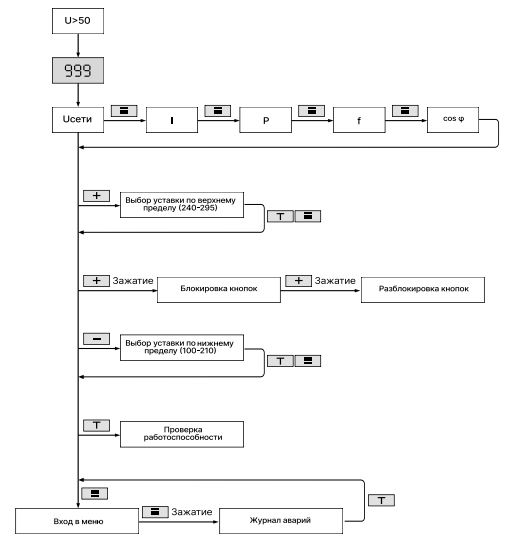 U>50
999
Uсети
I
P
f
cos φ
+
Выбор уставки по верхнему
пределу (240-295)
T
+ Зажатие
Блокировка кнопок
+ Зажатие
Разблокировка кнопок
−
Выбор уставки по нижнему
пределу (100-210)
T
T
Проверка
работоспособности
T
Вход в меню
Зажатие
Журнал аварий